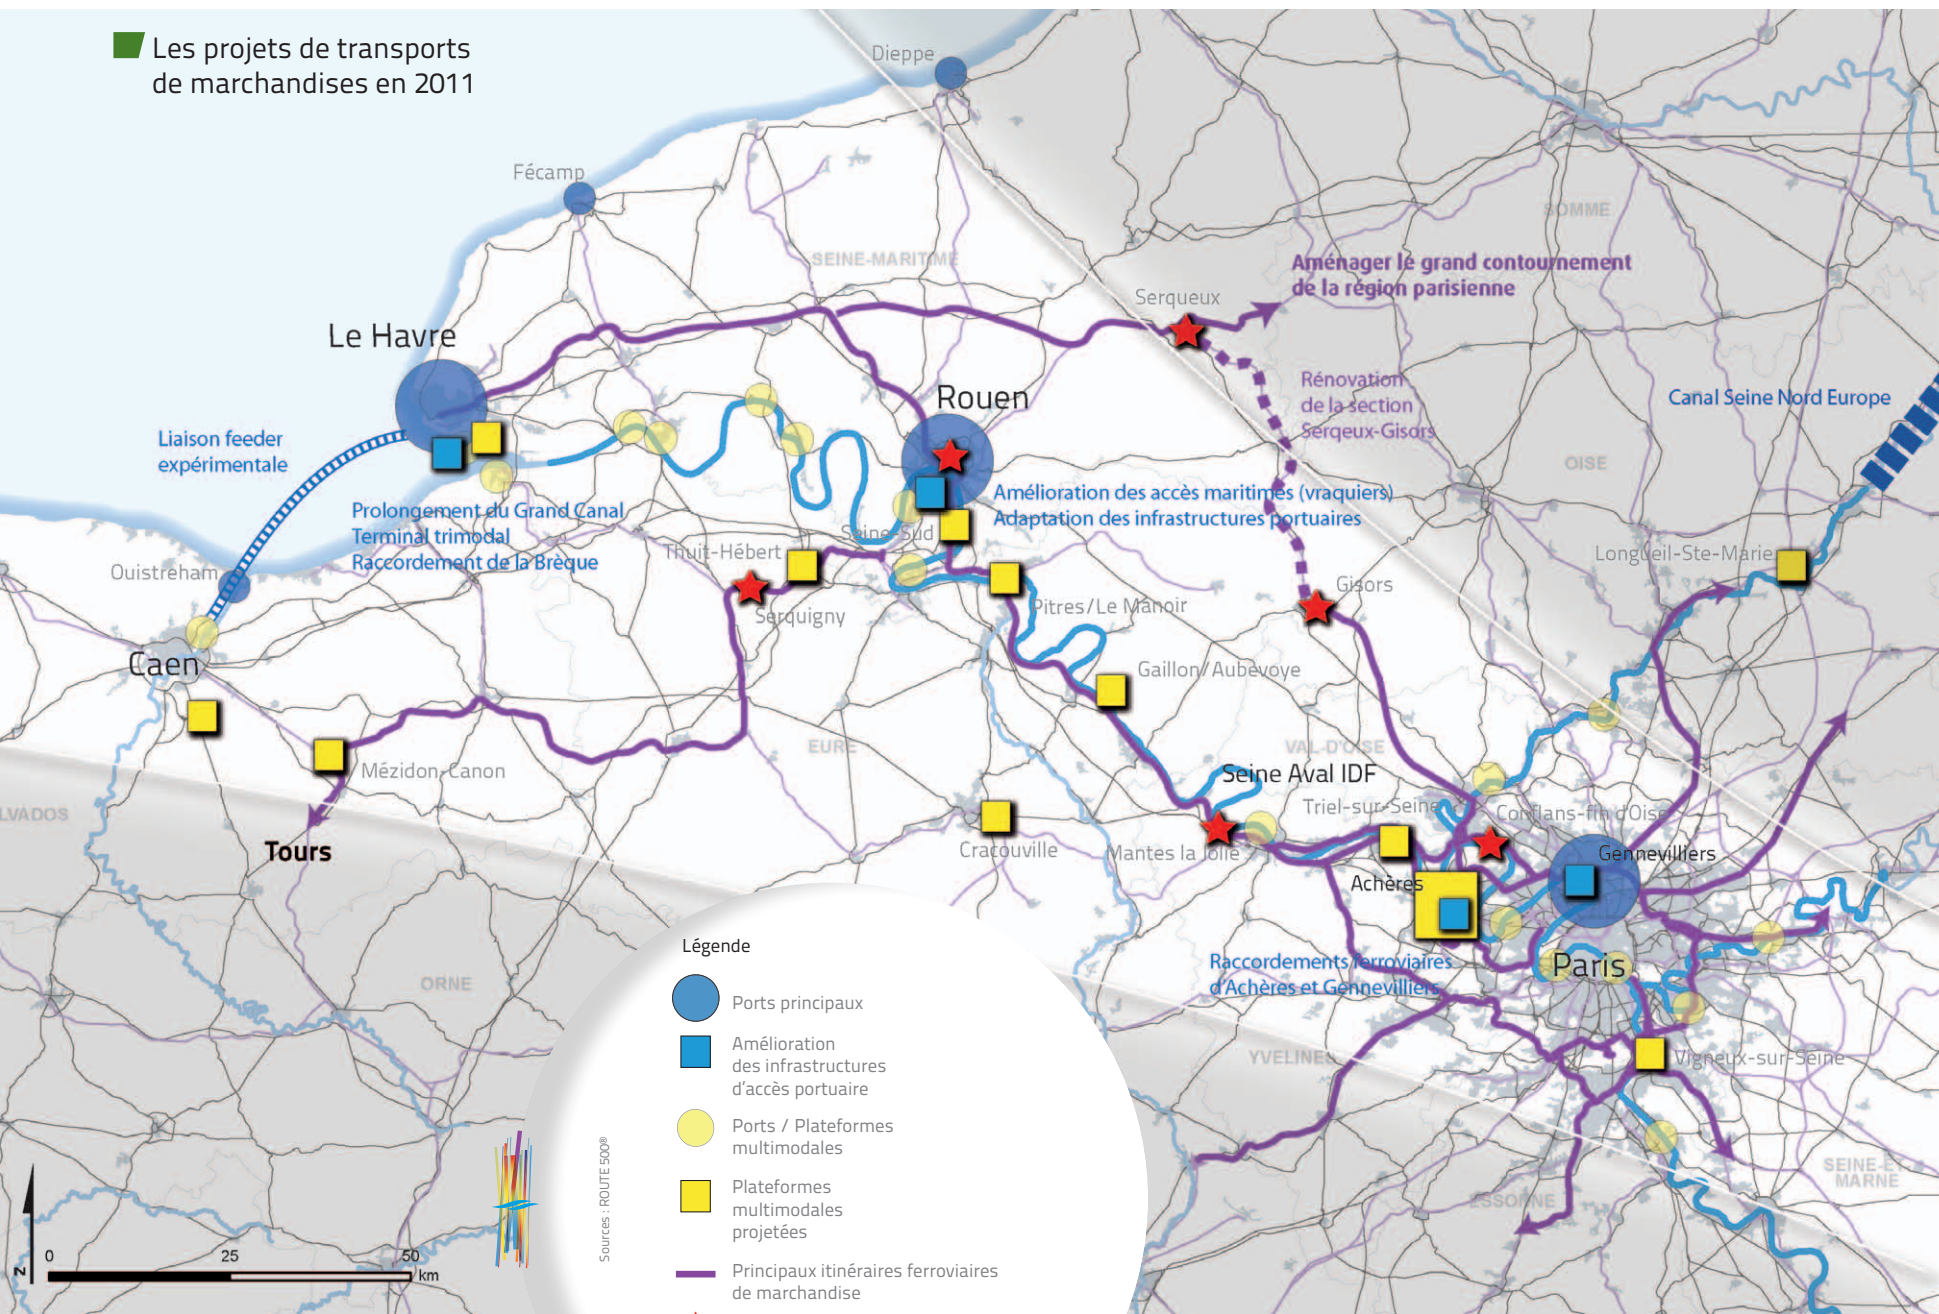 Les projets de transports
de marchandises en 2011
Dieppe
Fécamp
SOMME
SEINE-MARITIME
Aménager le grand contournement
de la région parisienne
Serqueux
Le Havre
Rénovation
de la section
Serqeux-Gisors
Canal Seine Nord Europe
Rouen
Liaison feeder
expérimentale
OISE
Amélioration des accès maritimes (vraquiers)
Adaptation des infrastructures portuaires
Prolongement du Grand Canal
Terminal trimodal
Raccordement de la Brèque
Seine-Sud
Thuit-Hébert
Longueil-Ste-Marie
Ouistreham
Gisors
Pitres/Le Manoir
Serquigny
Caen
Gaillon/Aubevoye
EURE
VAL-D'OISE
Seine Aval IDF
Mézidon-Canon
Triel-sur-Seine
Conflans-fin d'Oise
LVADOS
Tours
Cracouville
Mantes la Jolie
Gennevilliers
Achères
Raccordements ferroviaires
d'Achères et Gennevilliers
Paris
ORNE
YVELINES
Vigneux-sur-Seine
SEINE-ET-
MARNE
ESSONNE
Légende
Ports principaux
Amélioration
des infrastructures
d'accès portuaire
Ports / Plateformes
multimodales
Plateformes
multimodales
projetées
Principaux itinéraires ferroviaires
de marchandise
Sources : ROUTE 500®
N
0 25 50
km